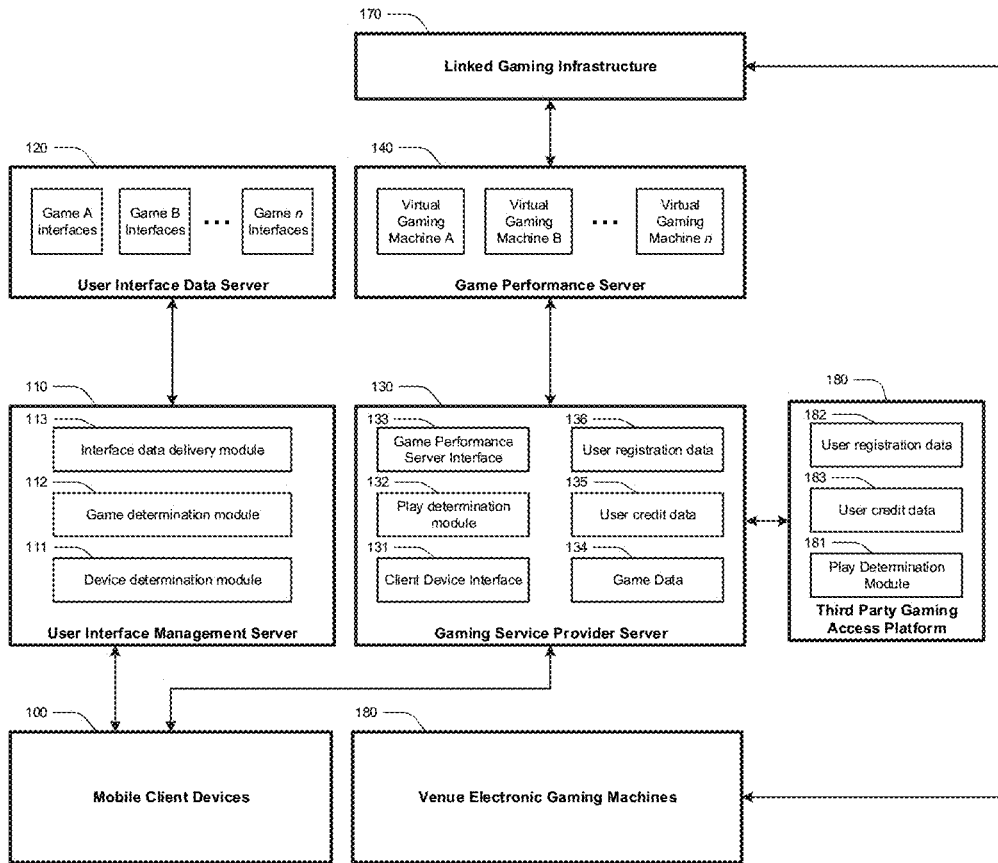 170
Linked Gaming Infrastructure
120
Game A
interfaces
Game B
Interfaces
...
Game n
Interfaces
User Interface Data Server
140
Virtual
Gaming
Machine A
Virtual
Gaming
Machine B
...
Virtual
Gaming
Machine n
Game Performance Server
110
113
Interface data delivery module
112
Game determination module
111
Device determination module
User Interface Management Server
130
133
Game Performance
Server Interface
132
Play determination
module
131
Client Device Interface
136
User registration data
135
User credit data
134
Game Data
Gaming Service Provider Server
180
182
User registration data
183
User credit data
181
Play Determination
Module
Third Party Gaming
Access Platform
100
Mobile Client Devices
180
Venue Electronic Gaming Machines